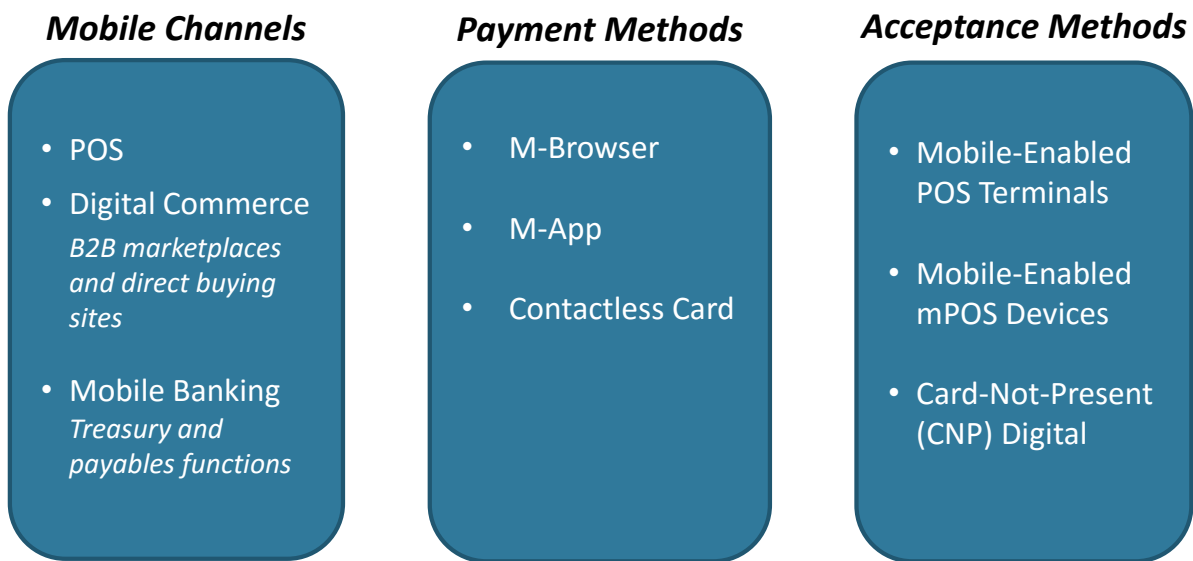 Mobile Channels
• POS
• Digital Commerce
B2B marketplaces
and direct buying
sites
• Mobile Banking
Treasury and
payables functions
Payment Methods
• M-Browser
• M-App
• Contactless Card
Acceptance Methods
• Mobile-Enabled
POS Terminals
• Mobile-Enabled
mPOS Devices
• Card-Not-Present
(CNP) Digital